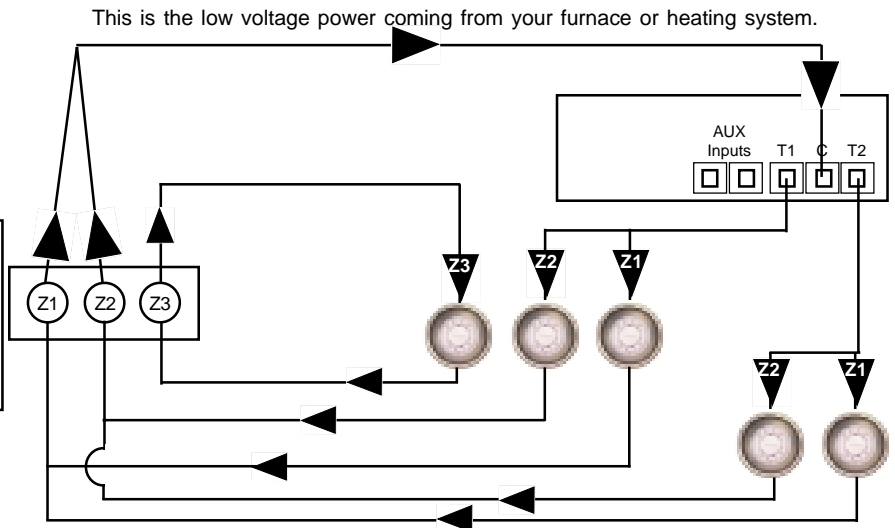 This is the low voltage power coming from your furnace or heating system.
AUX
Inputs T1 C T2
Z3 Z2 Z1
Z1 Z2 Z3
Z2 Z1